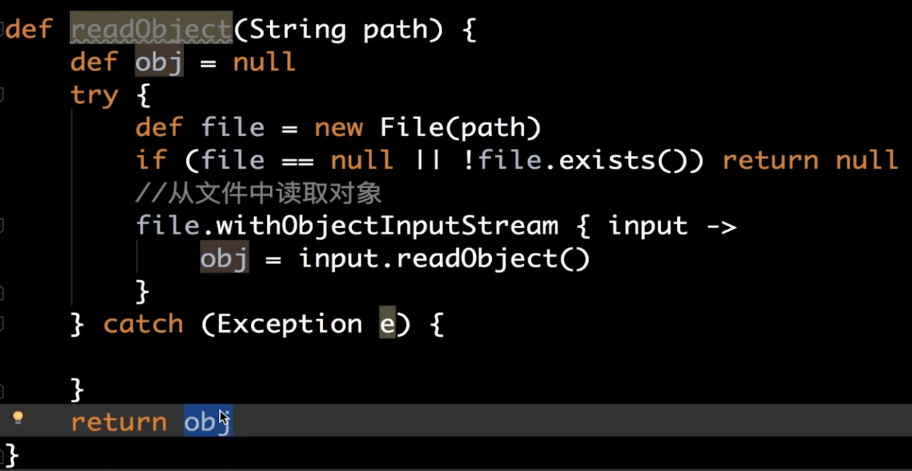 def readObject(String path) {
    def obj = null
    try {
        def file = new File(path)
        if (file == null || !file.exists()) return null
        //从文件中读取对象
        file.withObjectInputStream { input ->
            obj = input.readObject()
        }
    } catch (Exception e) {
    }
    return obj
}